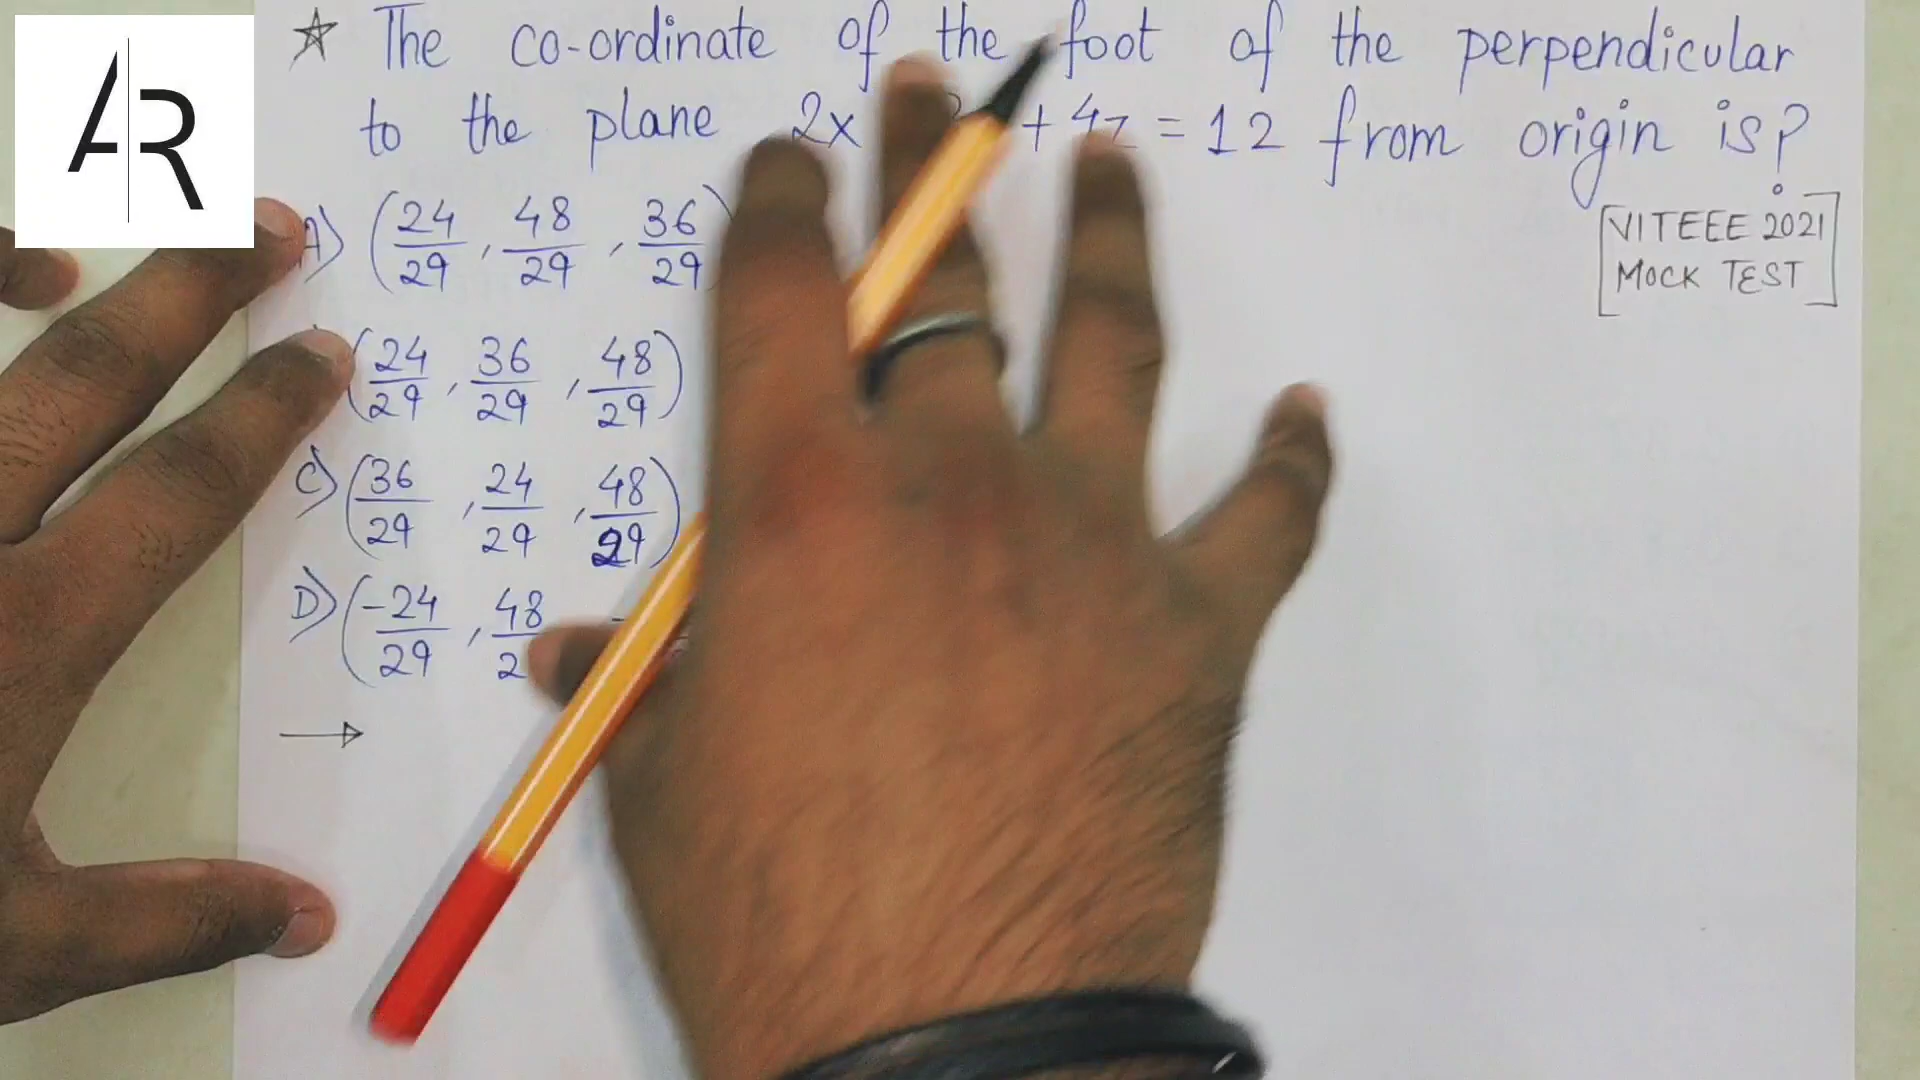 AR
☆ The co-ordinate of the foot of the perpendicular
to the plane 2x + 4z = 12 from origin is?
[VITEEE 2021
MOCK TEST]
A) (24/29, 48/29, 36/29)
(24/29, 36/29, 48/29)
C) (36/29, 24/29, 48/29)
D) (-24/29, 48/2
→